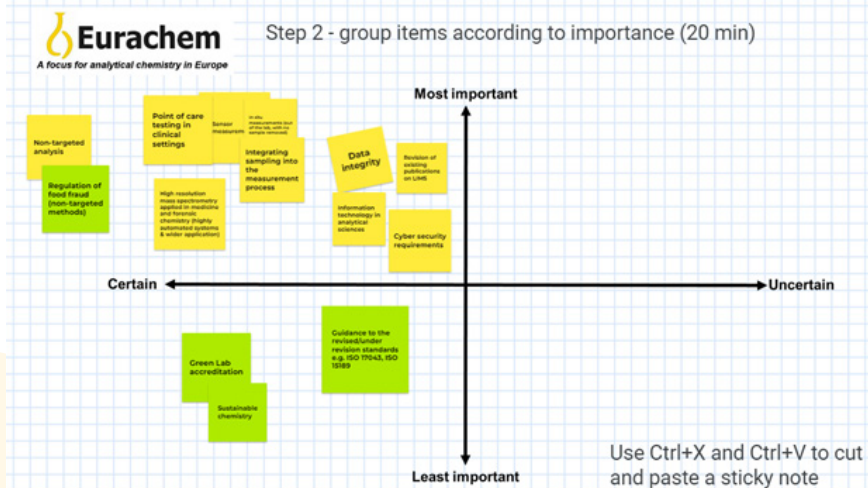 Eurachem
A focus for analytical chemistry in Europe
Step 2 - group items according to importance (20 min)
Most important
Non-targeted
analysis
Regulation of
food fraud
(non-targeted
methods)
Point of care
testing in
clinical
settings
Sensor
measurem
In situ
measurements (out
of the lab, with no
sample removed)
Integrating
sampling into
the
measurement
process
High resolution
mass spectrometry
applied in medicine
and forensic
chemistry (highly
automated systems
& wider application)
Data
integrity
Revision of
existing
publications
on LIMS
Information
technology in
analytical
sciences
Cyber security
requirements
Certain
Uncertain
Green Lab
accreditation
Sustainable
chemistry
Guidance to the
revised/under
revision standards
e.g. ISO 17043, ISO
15189
Least important
Use Ctrl+X and Ctrl+V to cut
and paste a sticky note